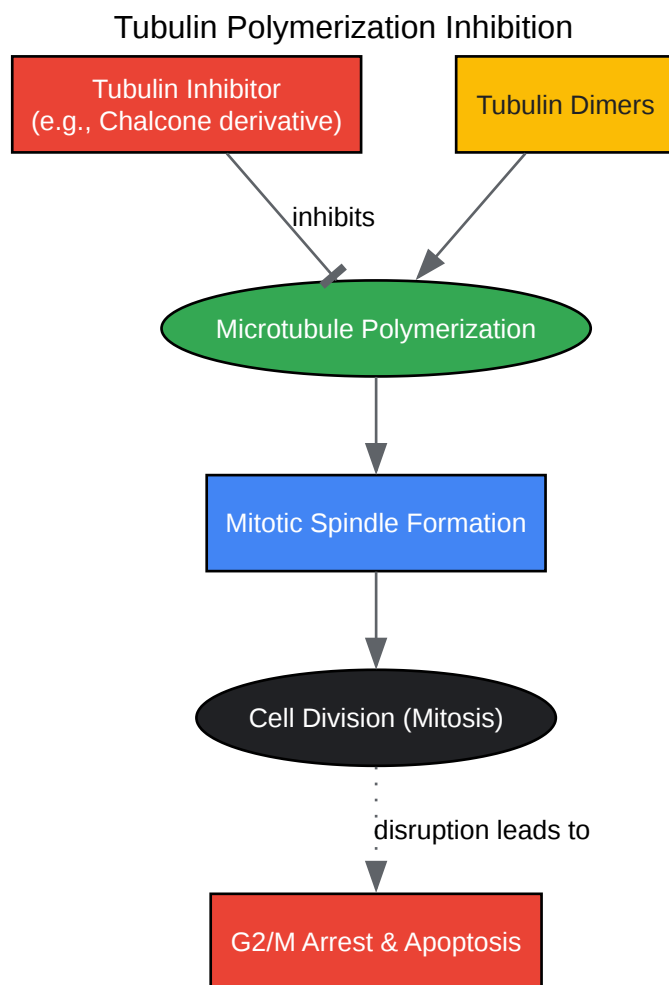 Tubulin Polymerization Inhibition
Tubulin Inhibitor
(e.g., Chalcone derivative)
Tubulin Dimers
inhibits
Microtubule Polymerization
Mitotic Spindle Formation
Cell Division (Mitosis)
disruption leads to
G2/M Arrest & Apoptosis